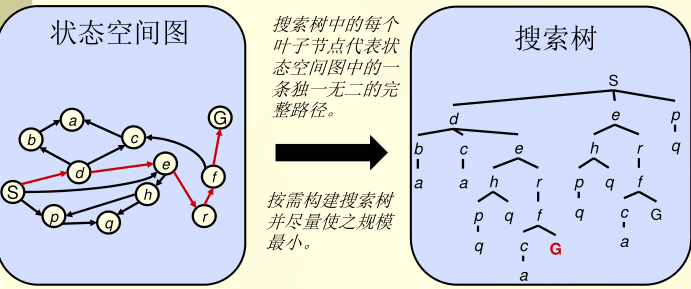 状态空间图
a
G
b
c
d
e
f
S
h
r
p
q
搜索树中的每个
叶子节点代表状
态空间图中的一
条独一无二的完
整路径。
按需构建搜索树
并尽量使之规模
最小。
搜索树
S
d e p
b c e h r q
a a h r p q f
p q f q c G
q c G a
a